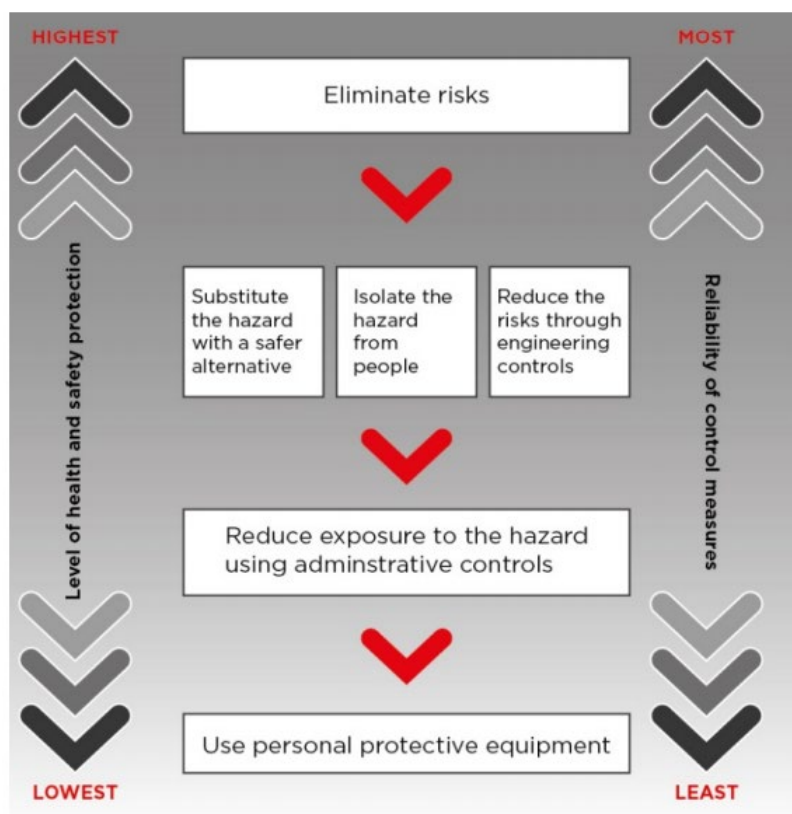 HIGHEST
MOST
Eliminate risks
Substitute
the hazard
with a safer
alternative
Isolate the
hazard
from
people
Reduce the
risks through
engineering
controls
Level of health and safety protection
Reliability of control measures
Reduce exposure to the hazard
using adminstrative controls
Use personal protective equipment
LOWEST
LEAST